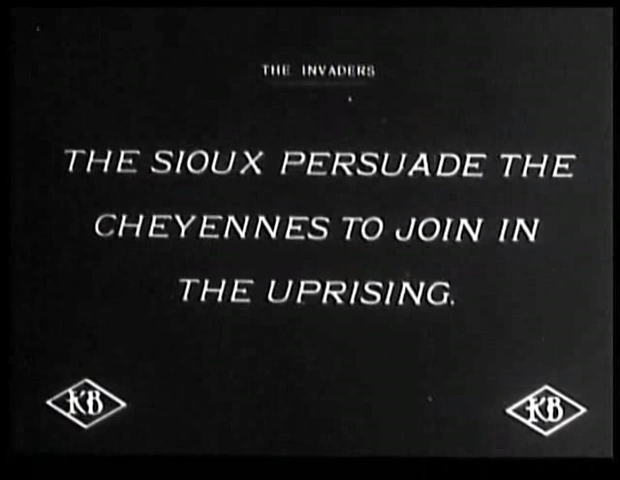 THE INVADERS
THE SIOUX PERSUADE THE
CHEYENNES TO JOIN IN
THE UPRISING.
KB KB